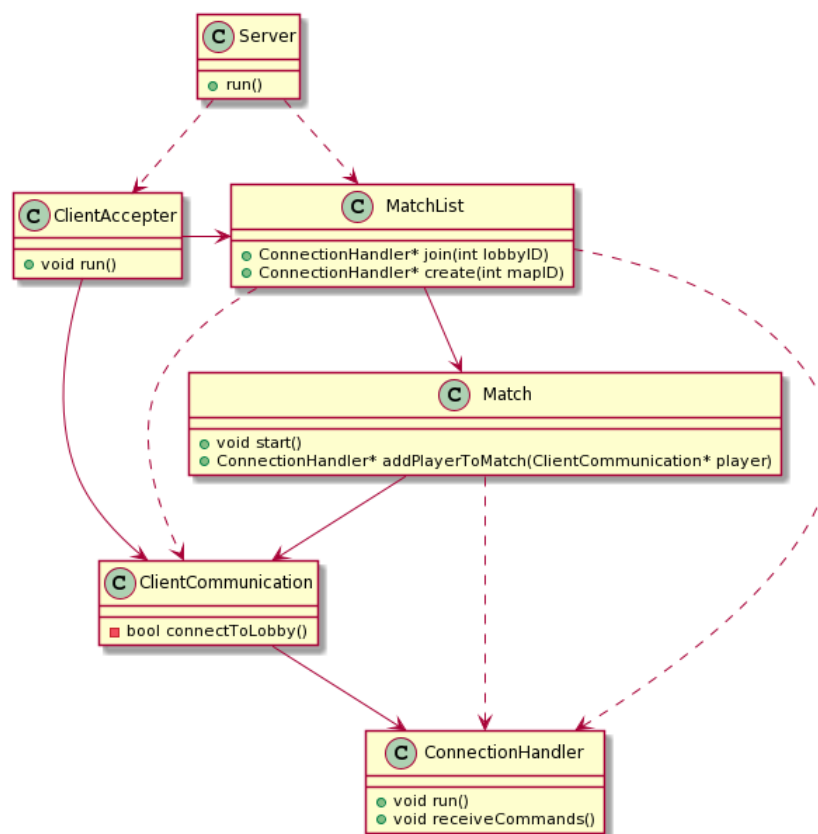 C Server
run()
C ClientAccepter
void run()
C MatchList
ConnectionHandler* join(int lobbyID)
ConnectionHandler* create(int mapID)
C Match
void start()
ConnectionHandler* addPlayerToMatch(ClientCommunication* player)
C ClientCommunication
bool connectToLobby()
C ConnectionHandler
void run()
void receiveCommands()